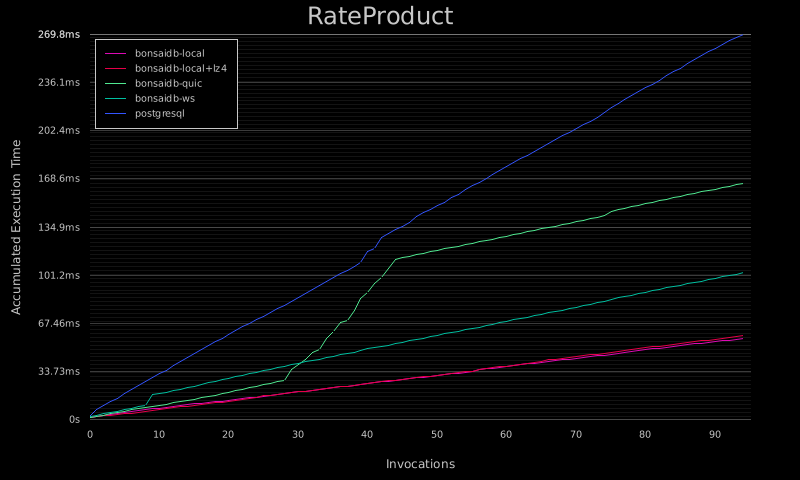 RateProduct
269.8ms
236.1ms
202.4ms
168.6ms
134.9ms
101.2ms
67.46ms
33.73ms
0s
bonsaidb-local
bonsaidb-local+lz4
bonsaidb-quic
bonsaidb-ws
postgresql
Accumulated Execution Time
0 10 20 30 40 50 60 70 80 90
Invocations